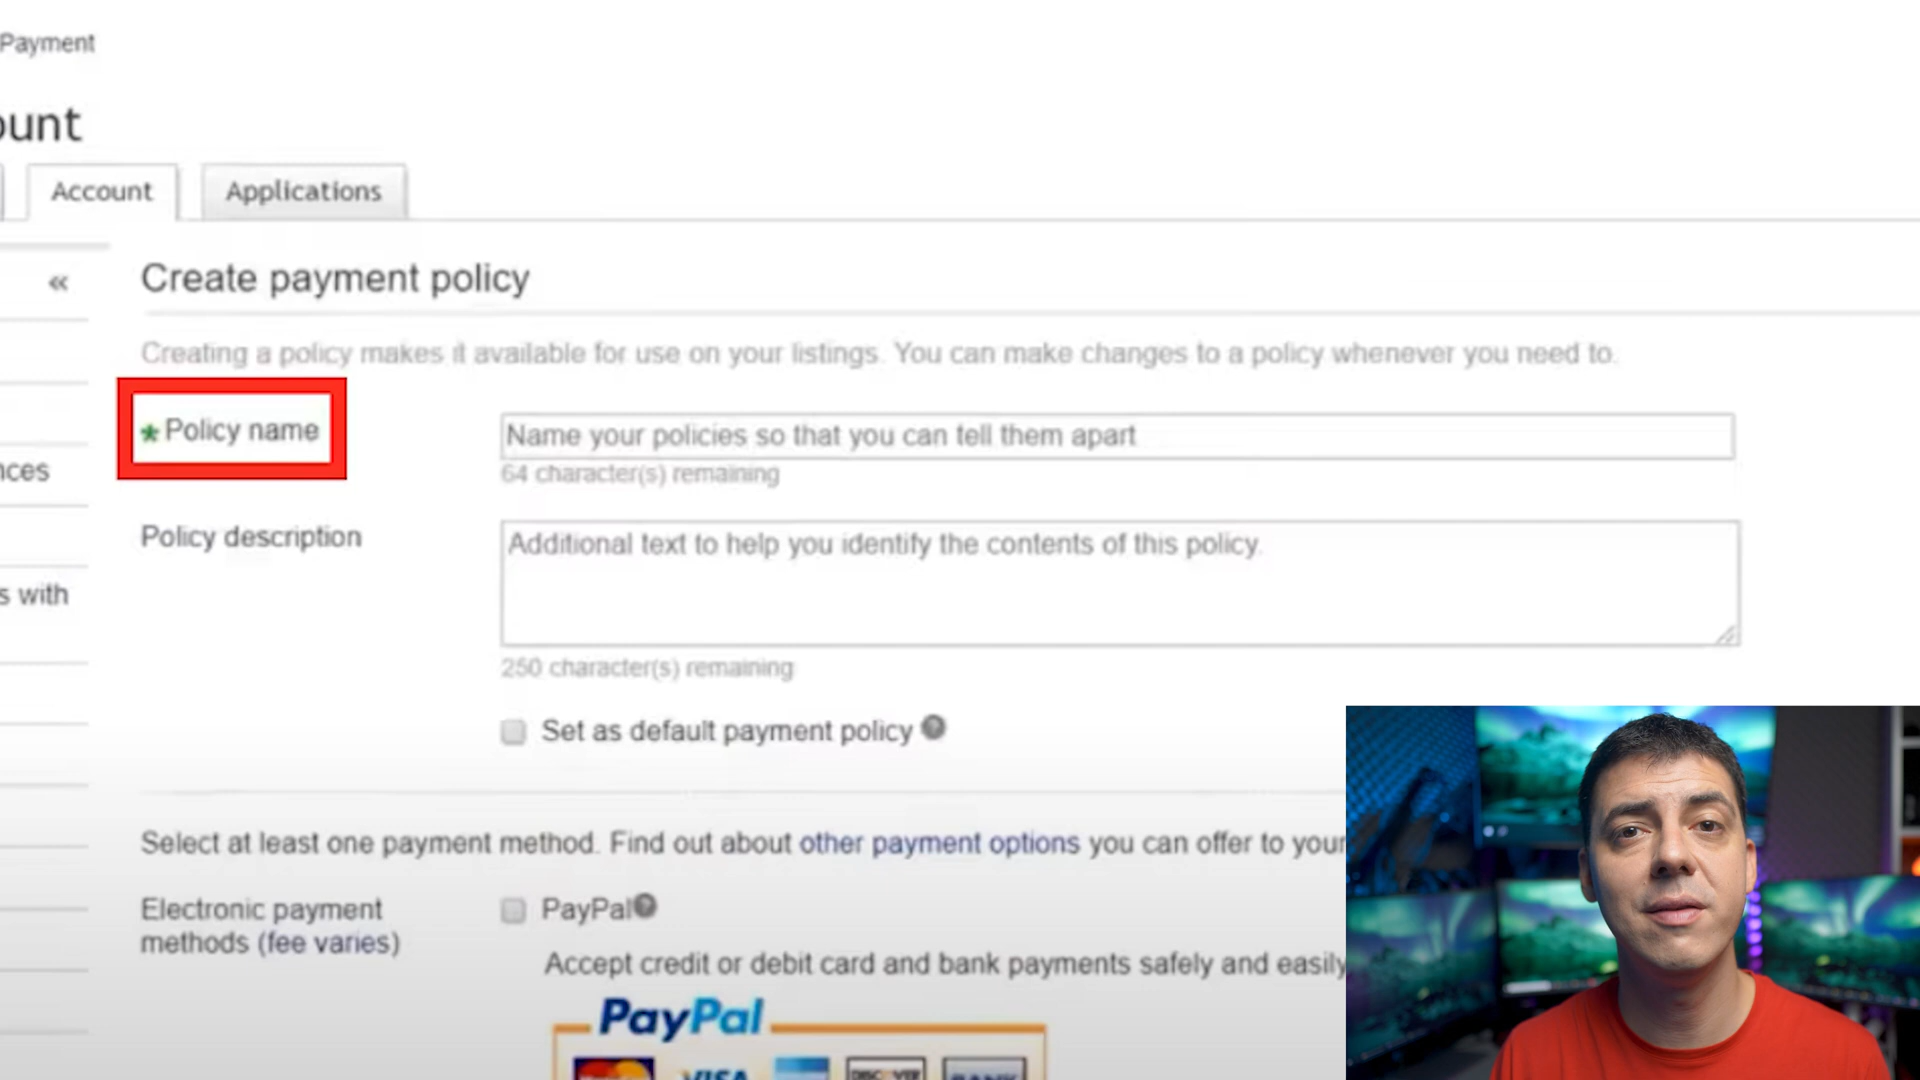 Payment
ount
Account
Applications
«
Create payment policy
Creating a policy makes it available for use on your listings. You can make changes to a policy whenever you need to.
* Policy name
Name your policies so that you can tell them apart
64 character(s) remaining
nces
Policy description
Additional text to help you identify the contents of this policy.
s with
250 character(s) remaining
Set as default payment policy ?
Select at least one payment method. Find out about other payment options you can offer to your
Electronic payment
methods (fee varies)
PayPal ?
Accept credit or debit card and bank payments safely and easily
PayPal
VISA
DISCOVER
BANK